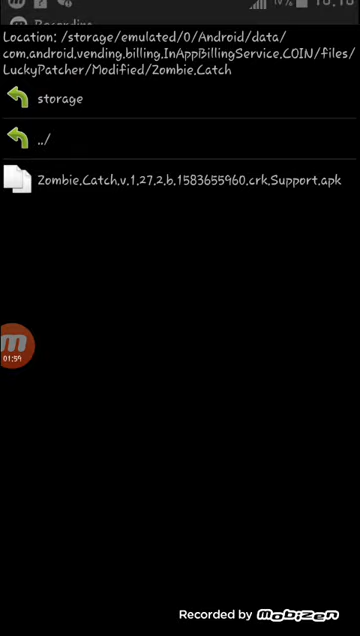 Recording
Location: /storage/emulated/0/Android/data/
com.android.vending.billing.InAppBillingService.COIN/files/
LuckyPatcher/Modified/Zombie.Catch
storage
../
Zombie.Catch.v.1.27.2.b.1583655960.crk.Support.apk
01:59
Recorded by mobizen